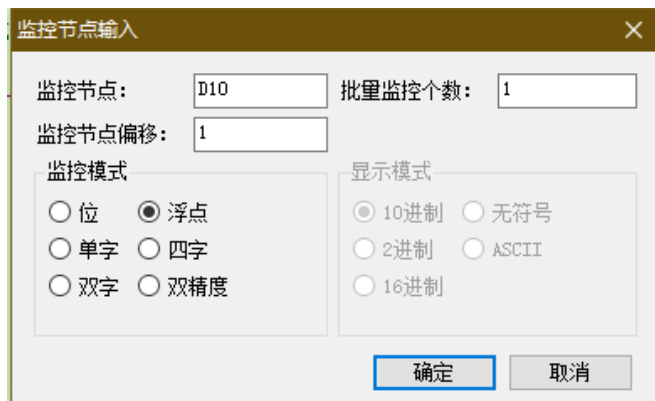 监控节点输入
监控节点: D10 批量监控个数: 1
监控节点偏移: 1
监控模式 显示模式
位 浮点 10进制 无符号
单字 四字 2进制 ASCII
双字 双精度 16进制
确定 取消